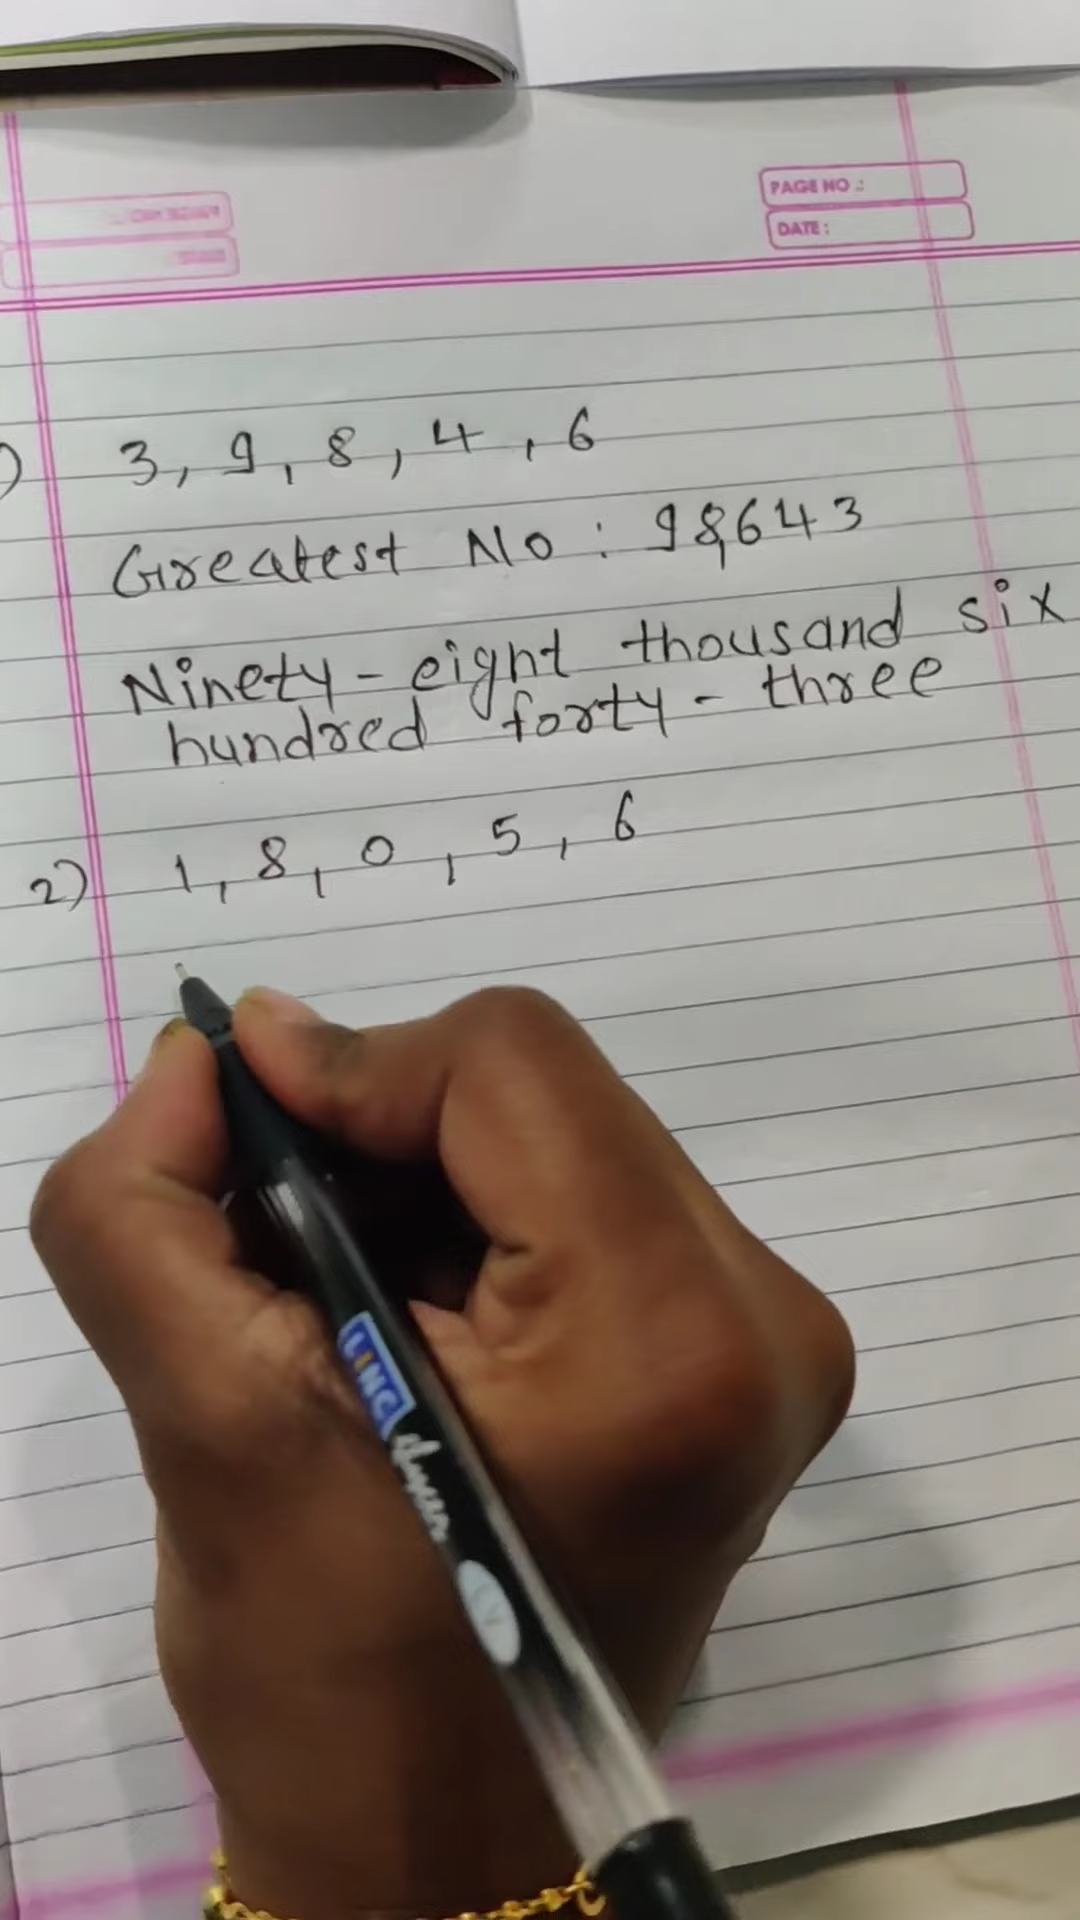 PAGE NO.:
DATE:
) 3, 9, 8, 4, 6
Greatest No : 98,643
Ninety-eight thousand six
hundred forty-three
2) 1, 8, 0, 5, 6
LINC